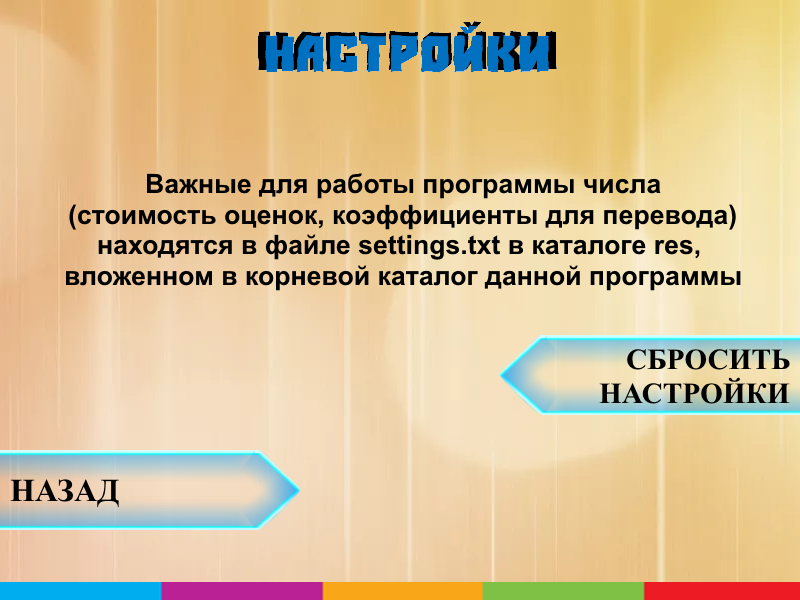 НАСТРОЙКИ
Важные для работы программы числа
(стоимость оценок, коэффициенты для перевода)
находятся в файле settings.txt в каталоге res,
вложенном в корневой каталог данной программы
СБРОСИТЬ
НАСТРОЙКИ
НАЗАД